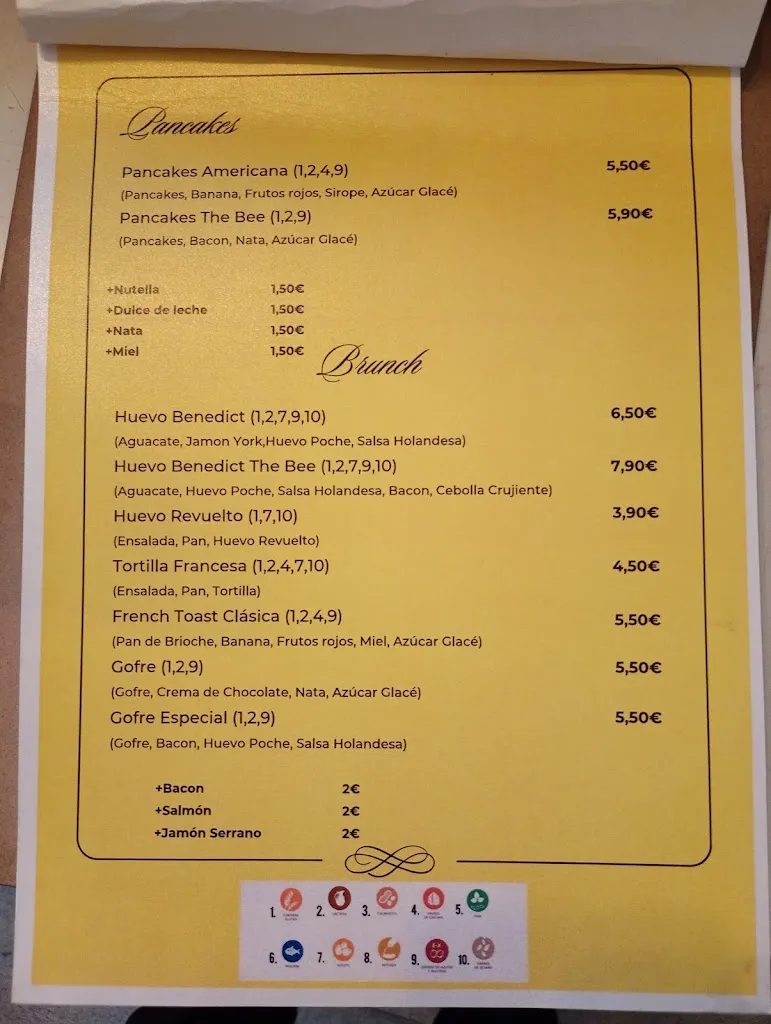 Pancakes
Pancakes Americana (1,2,4,9) 5,50€
(Pancakes, Banana, Frutos rojos, Sirope, Azúcar Glacé)
Pancakes The Bee (1,2,9) 5,90€
(Pancakes, Bacon, Nata, Azúcar Glacé)
+Nutella 1,50€
+Dulce de leche 1,50€
+Nata 1,50€
+Miel 1,50€
Brunch
Huevo Benedict (1,2,7,9,10) 6,50€
(Aguacate, Jamon York,Huevo Poche, Salsa Holandesa)
Huevo Benedict The Bee (1,2,7,9,10) 7,90€
(Aguacate, Huevo Poche, Salsa Holandesa, Bacon, Cebolla Crujiente)
Huevo Revuelto (1,7,10) 3,90€
(Ensalada, Pan, Huevo Revuelto)
Tortilla Francesa (1,2,4,7,10) 4,50€
(Ensalada, Pan, Tortilla)
French Toast Clásica (1,2,4,9) 5,50€
(Pan de Brioche, Banana, Frutos rojos, Miel, Azúcar Glacé)
Gofre (1,2,9) 5,50€
(Gofre, Crema de Chocolate, Nata, Azúcar Glacé)
Gofre Especial (1,2,9) 5,50€
(Gofre, Bacon, Huevo Poche, Salsa Holandesa)
+Bacon 2€
+Salmón 2€
+Jamón Serrano 2€
1. 2. 3. 4. 5.
6. 7. 8. 9. 10.